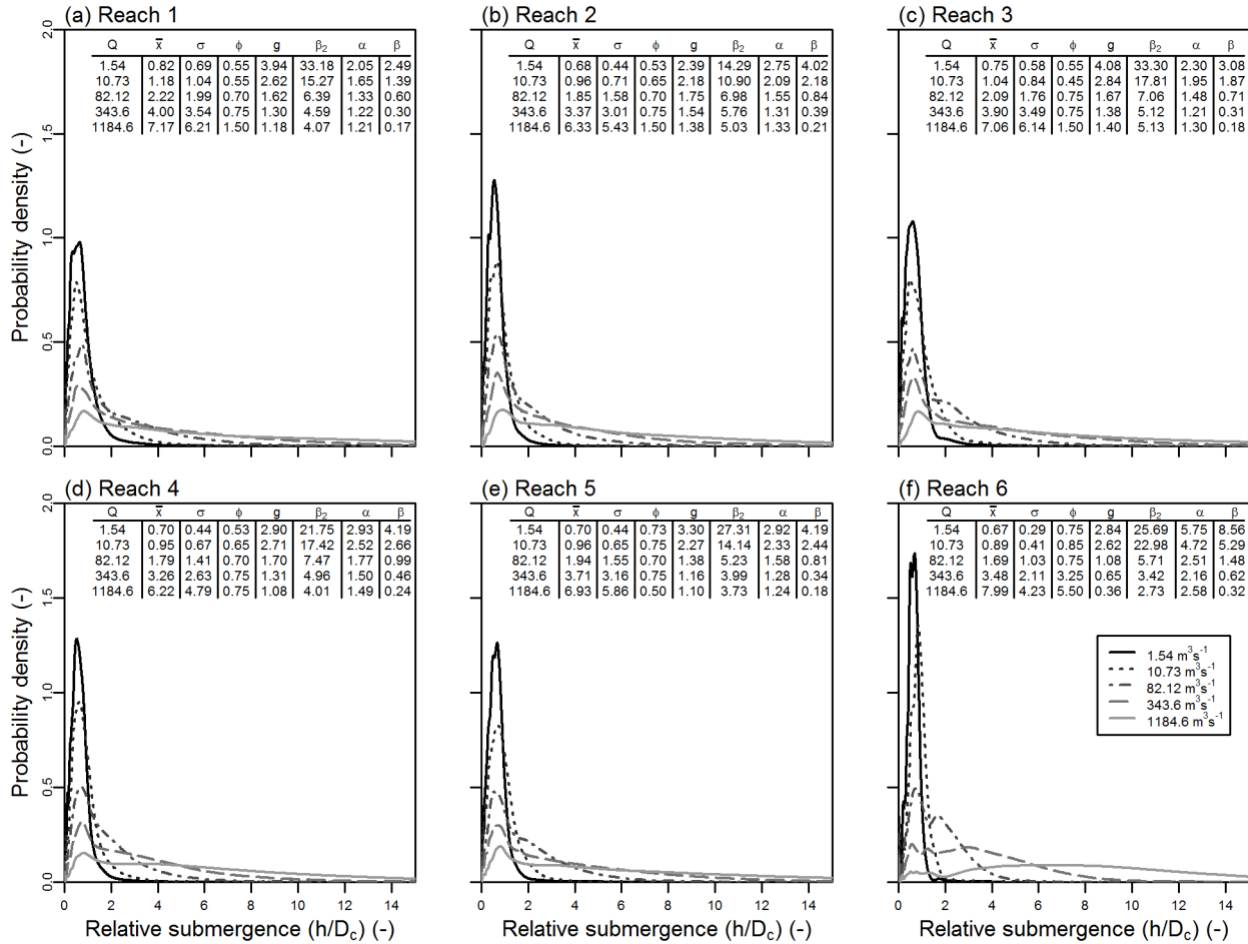 (a) Reach 1
Q x̄ σ ϕ g β₂ α β
1.54 0.82 0.69 0.55 3.94 33.18 2.05 2.49
10.73 1.18 1.04 0.55 2.62 15.27 1.65 1.39
82.12 2.22 1.99 0.70 1.62 6.39 1.33 0.60
343.6 4.00 3.54 0.75 1.30 4.59 1.22 0.30
1184.6 7.17 6.21 1.50 1.18 4.07 1.21 0.17
(b) Reach 2
Q x̄ σ ϕ g β₂ α β
1.54 0.68 0.44 0.53 2.39 14.29 2.75 4.02
10.73 0.96 0.71 0.65 2.18 10.90 2.09 2.18
82.12 1.85 1.58 0.70 1.75 6.98 1.55 0.84
343.6 3.37 3.01 0.75 1.54 5.76 1.31 0.39
1184.6 6.33 5.43 1.50 1.38 5.03 1.33 0.21
(c) Reach 3
Q x̄ σ ϕ g β₂ α β
1.54 0.75 0.58 0.55 4.08 33.30 2.30 3.08
10.73 1.04 0.84 0.45 2.84 17.81 1.95 1.87
82.12 2.09 1.76 0.75 1.67 7.06 1.48 0.71
343.6 3.90 3.49 0.75 1.38 5.12 1.21 0.31
1184.6 7.06 6.14 1.50 1.40 5.13 1.30 0.18
Probability density (-)
0.0 0.5 1.0 1.5 2.0
(d) Reach 4
Q x̄ σ ϕ g β₂ α β
1.54 0.70 0.44 0.53 2.90 21.75 2.93 4.19
10.73 0.95 0.67 0.65 2.71 17.42 2.52 2.66
82.12 1.79 1.41 0.70 1.70 7.47 1.77 0.99
343.6 3.26 2.63 0.75 1.31 4.96 1.50 0.46
1184.6 6.22 4.79 0.75 1.08 4.01 1.49 0.24
(e) Reach 5
Q x̄ σ ϕ g β₂ α β
1.54 0.70 0.44 0.73 3.30 27.31 2.92 4.19
10.73 0.96 0.65 0.75 2.27 14.14 2.33 2.44
82.12 1.94 1.55 0.70 1.38 5.23 1.58 0.81
343.6 3.71 3.16 0.75 1.16 3.99 1.28 0.34
1184.6 6.93 5.86 0.50 1.10 3.73 1.24 0.18
(f) Reach 6
Q x̄ σ ϕ g β₂ α β
1.54 0.67 0.29 0.75 2.84 25.69 5.75 8.56
10.73 0.89 0.41 0.85 2.62 22.98 4.72 5.29
82.12 1.69 1.03 0.75 1.08 5.71 2.51 1.48
343.6 3.48 2.11 3.25 0.65 3.42 2.16 0.62
1184.6 7.99 4.23 5.50 0.36 2.73 2.58 0.32
1.54 m³s⁻¹
10.73 m³s⁻¹
82.12 m³s⁻¹
343.6 m³s⁻¹
1184.6 m³s⁻¹
Probability density (-)
0.0 0.5 1.0 1.5 2.0
0 2 4 6 8 10 12 14
0 2 4 6 8 10 12 14
0 2 4 6 8 10 12 14
Relative submergence (h/D_c) (-)
Relative submergence (h/D_c) (-)
Relative submergence (h/D_c) (-)